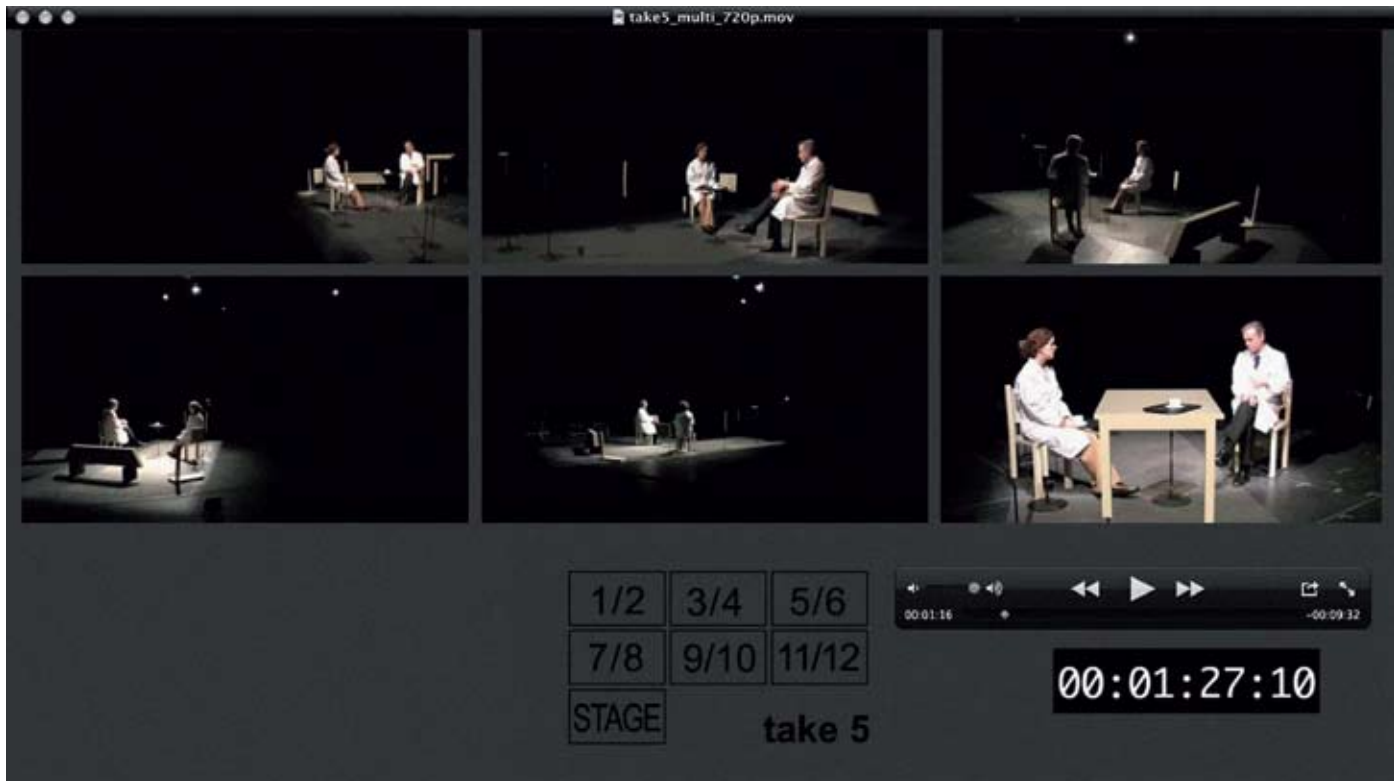 take5_multi_720p.mov
1/2 3/4 5/6
7/8 9/10 11/12
STAGE
take 5
00:01:16 -00:09:32
00:01:27:10